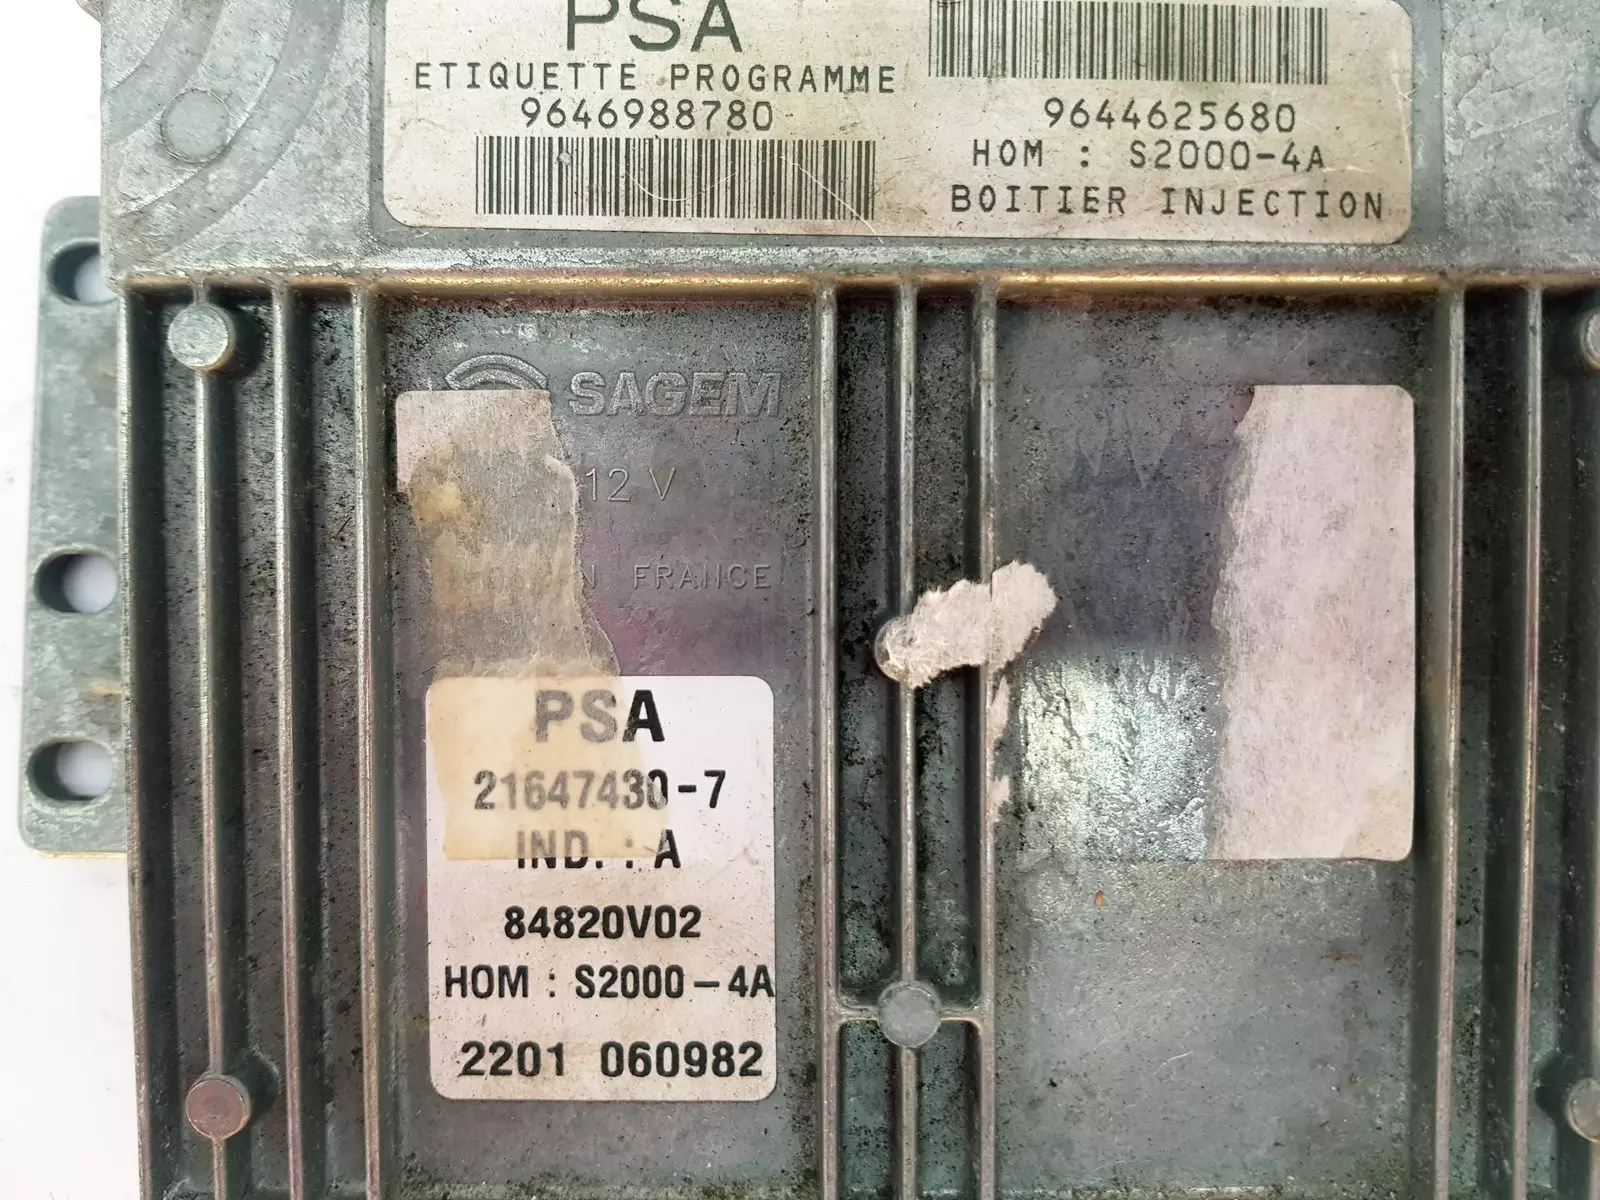 PSA
ETIQUETTE PROGRAMME
9646988780
9644625680
HOM : S2000-4A
BOITIER INJECTION
SAGEM
12 V
IN FRANCE
PSA
21647430-7
IND. : A
84820V02
HOM : S2000-4A
2201 060982